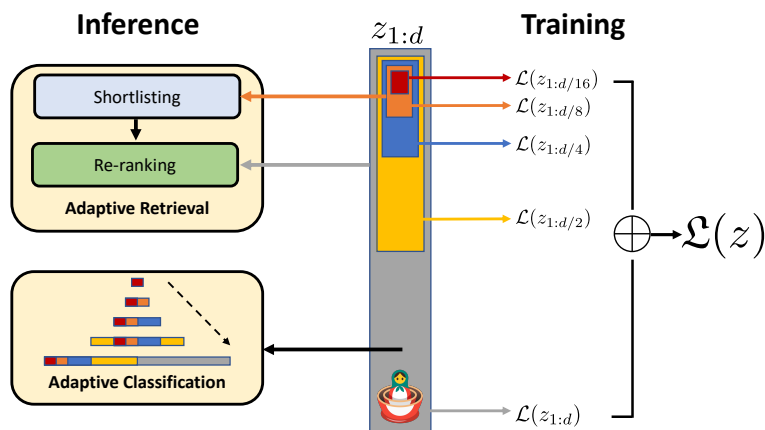 Inference
Training
z_{1:d}
Shortlisting
Re-ranking
Adaptive Retrieval
Adaptive Classification
ℒ(z_{1:d/16})
ℒ(z_{1:d/8})
ℒ(z_{1:d/4})
ℒ(z_{1:d/2})
ℒ(z_{1:d})
𝔏(z)